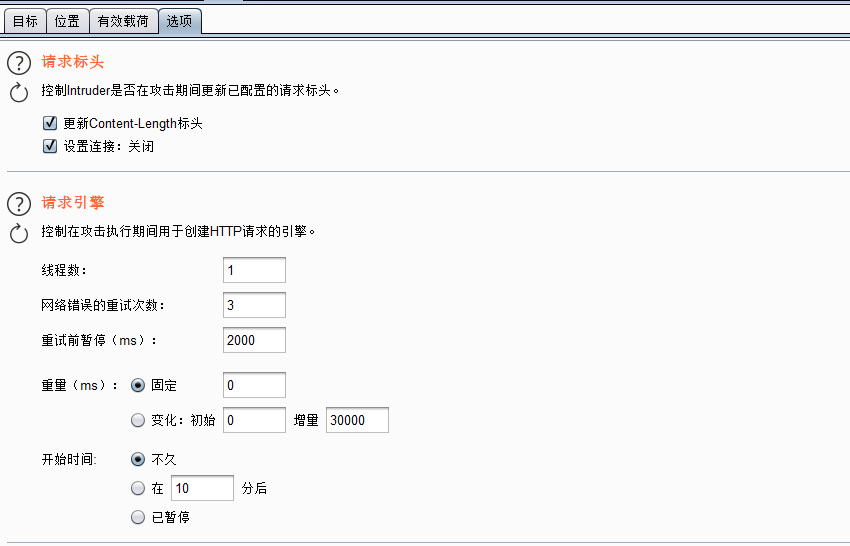 目标 位置 有效载荷 选项
? 请求标头
控制Intruder是否在攻击期间更新已配置的请求标头。
更新Content-Length标头
设置连接：关闭
? 请求引擎
控制在攻击执行期间用于创建HTTP请求的引擎。
线程数： 1
网络错误的重试次数： 3
重试前暂停（ms）： 2000
重量（ms）： 固定 0
变化：初始 0 增量 30000
开始时间: 不久
在 10 分后
已暂停